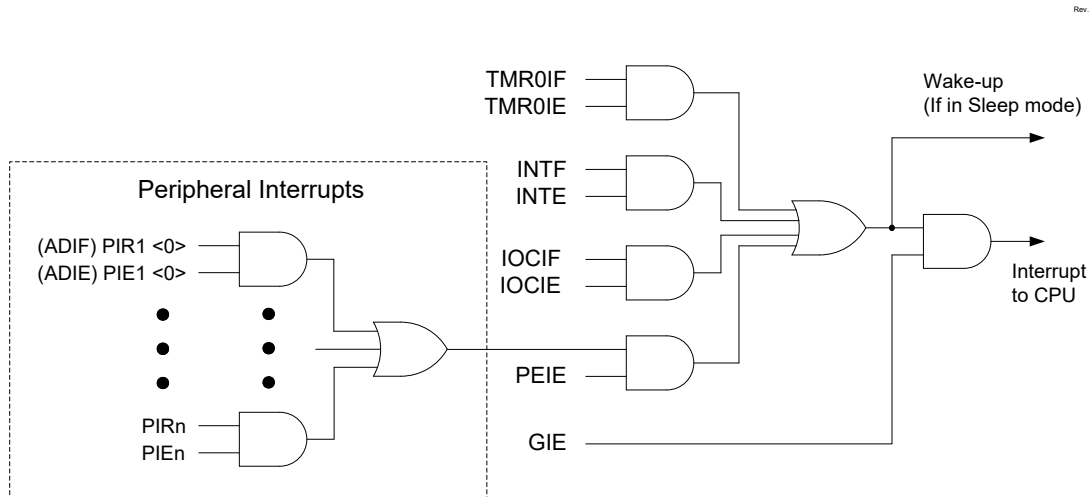 Rev.
TMR0IF
TMR0IE
Wake-up
(If in Sleep mode)
INTF
INTE
Peripheral Interrupts
(ADIF) PIR1 <0>
(ADIE) PIE1 <0>
IOCIF
IOCIE
Interrupt
to CPU
PEIE
PIRn
PIEn
GIE